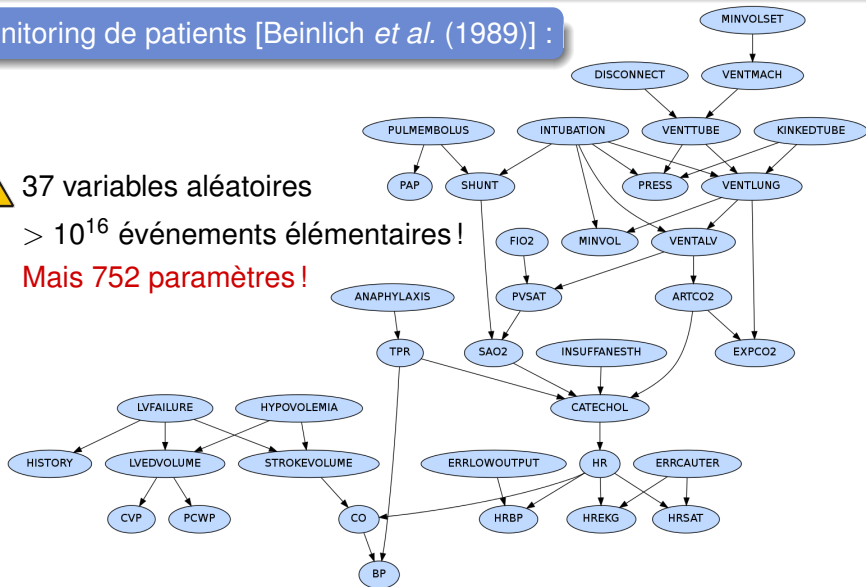 nitoring de patients [Beinlich et al. (1989)] :
37 variables aléatoires
> 10^16 événements élémentaires !
Mais 752 paramètres !
MINVOLSET
DISCONNECT VENTMACH
PULMEMBOLUS INTUBATION VENTTUBE KINKEDTUBE
PAP SHUNT PRESS VENTLUNG
FIO2 MINVOL VENTALV
ANAPHYLAXIS PVSAT ARTCO2
TPR SAO2 INSUFFANESTH EXPCO2
LVFAILURE HYPOVOLEMIA CATECHOL
HISTORY LVEDVOLUME STROKEVOLUME ERRLOWOUTPUT HR ERRCAUTER
CVP PCWP CO HRBP HREKG HRSAT
BP